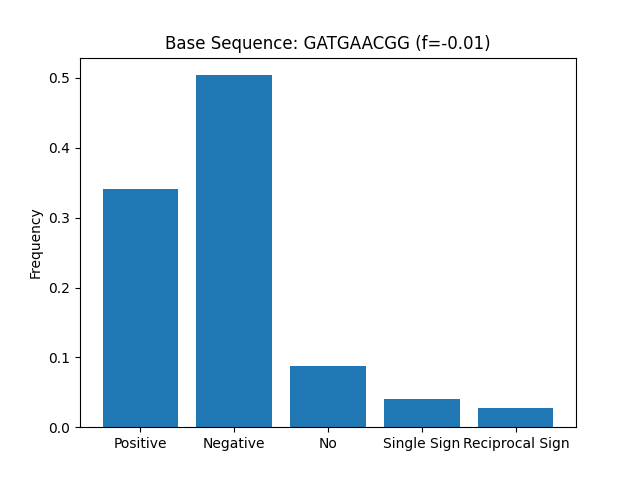 Base Sequence: GATGAACGG (f=-0.01)
Frequency
0.5
0.4
0.3
0.2
0.1
0.0
Positive Negative No Single Sign Reciprocal Sign